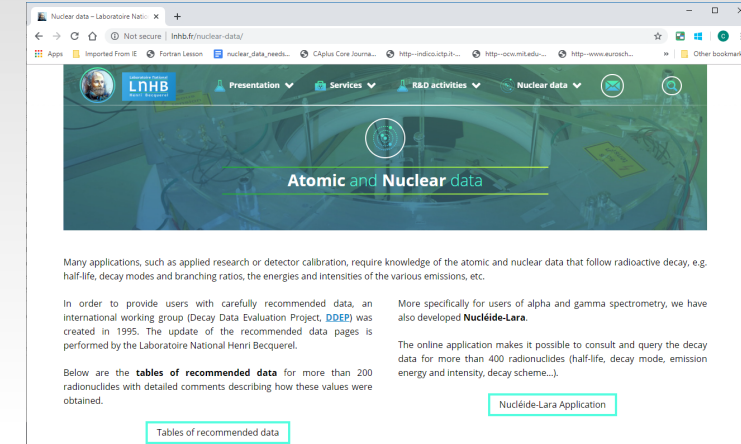 Nuclear data – Laboratoire Natio
Not secure | lnhb.fr/nuclear-data/
Apps Imported From IE Fortran Lesson nuclear_data_needs... CAplus Core Journa... http--indico.ictp.it-... http--ocw.mit.edu-... http--www.eurosch... » Other bookmark
Laboratoire National
LNHB
Henri Becquerel
Presentation Services R&D activities Nuclear data
Atomic and Nuclear data
Many applications, such as applied research or detector calibration, require knowledge of the atomic and nuclear data that follow radioactive decay, e.g.
half-life, decay modes and branching ratios, the energies and intensities of the various emissions, etc.
In order to provide users with carefully recommended data, an
international working group (Decay Data Evaluation Project, DDEP) was
created in 1995. The update of the recommended data pages is
performed by the Laboratoire National Henri Becquerel.
Below are the tables of recommended data for more than 200
radionuclides with detailed comments describing how these values were
obtained.
Tables of recommended data
More specifically for users of alpha and gamma spectrometry, we have
also developed Nucléide-Lara.
The online application makes it possible to consult and query the decay
data for more than 400 radionuclides (half-life, decay mode, emission
energy and intensity, decay scheme...).
Nucléide-Lara Application